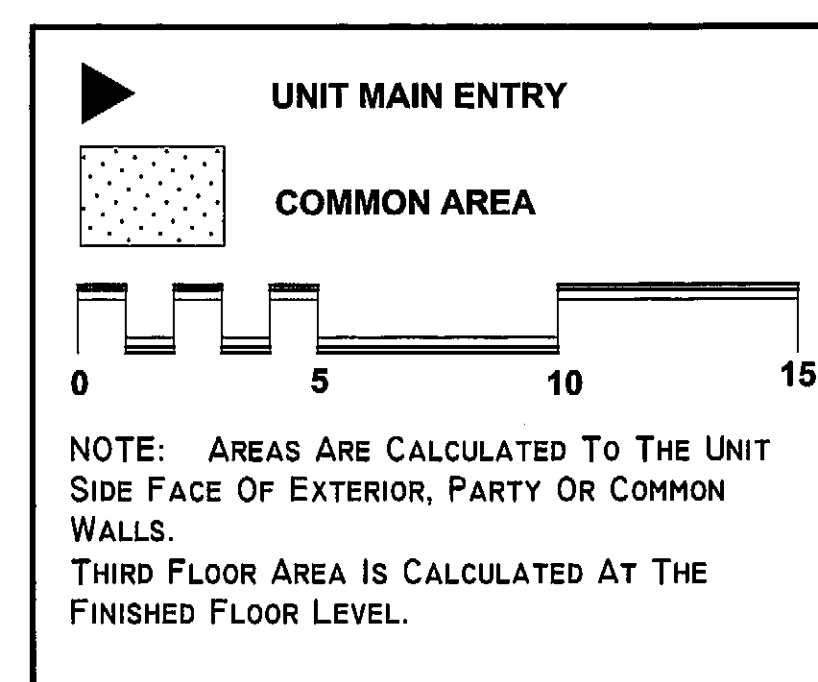 UNIT MAIN ENTRY
COMMON AREA
0 5 10 15
NOTE: AREAS ARE CALCULATED TO THE UNIT
SIDE FACE OF EXTERIOR, PARTY OR COMMON
WALLS.
THIRD FLOOR AREA IS CALCULATED AT THE
FINISHED FLOOR LEVEL.